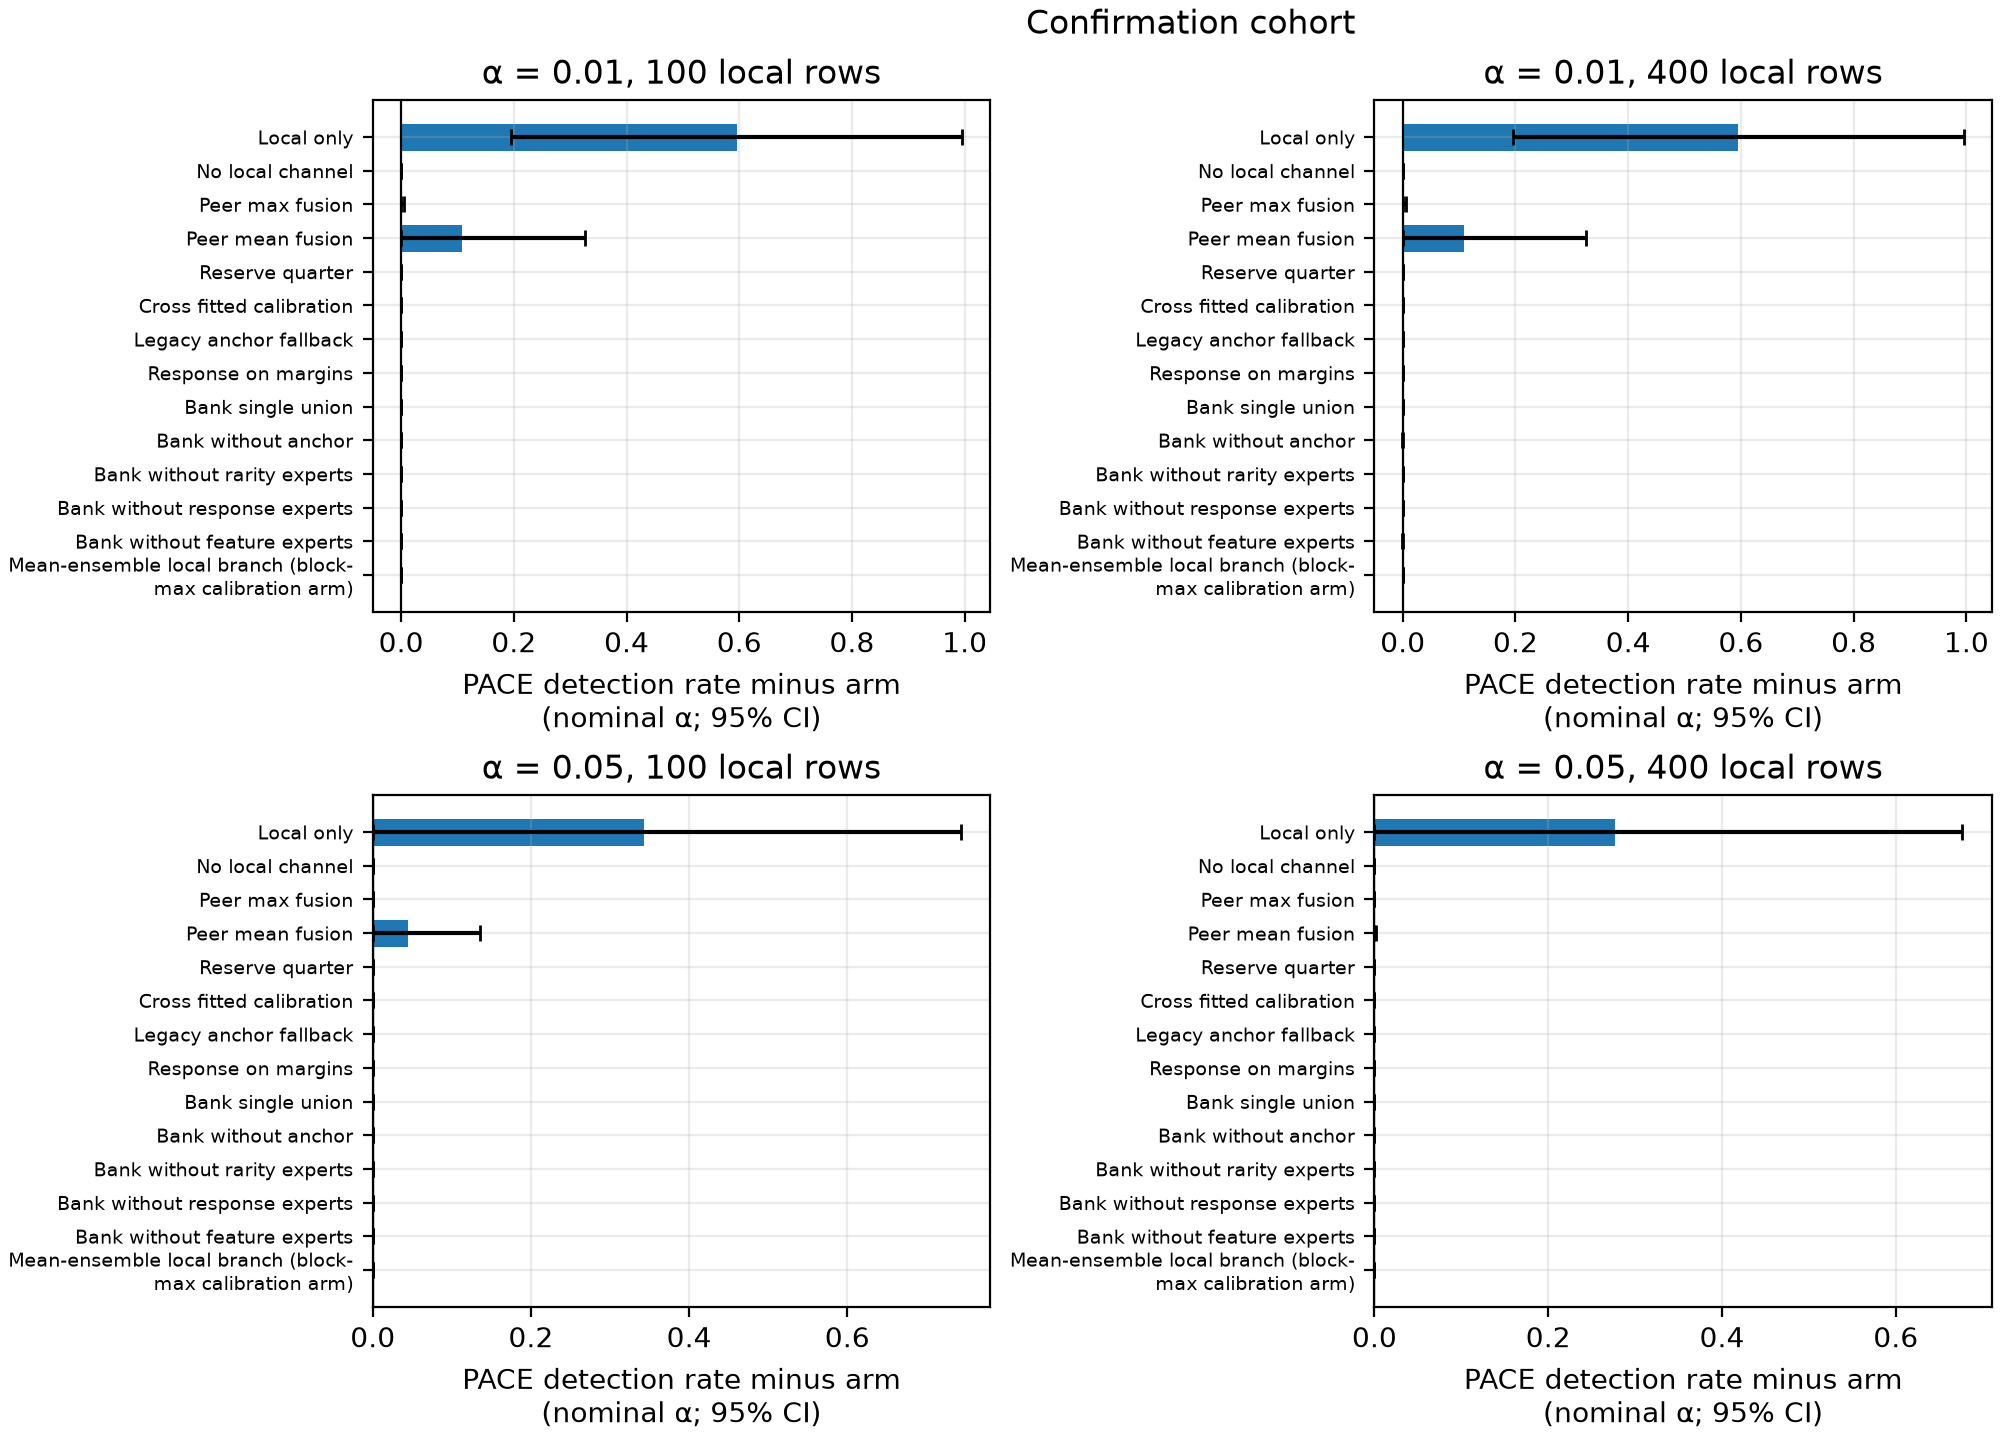 Confirmation cohort
α = 0.01, 100 local rows
Local only
No local channel
Peer max fusion
Peer mean fusion
Reserve quarter
Cross fitted calibration
Legacy anchor fallback
Response on margins
Bank single union
Bank without anchor
Bank without rarity experts
Bank without response experts
Bank without feature experts
Mean-ensemble local branch (block-
max calibration arm)
0.0 0.2 0.4 0.6 0.8 1.0
PACE detection rate minus arm
(nominal α; 95% CI)
α = 0.01, 400 local rows
Local only
No local channel
Peer max fusion
Peer mean fusion
Reserve quarter
Cross fitted calibration
Legacy anchor fallback
Response on margins
Bank single union
Bank without anchor
Bank without rarity experts
Bank without response experts
Bank without feature experts
Mean-ensemble local branch (block-
max calibration arm)
0.0 0.2 0.4 0.6 0.8 1.0
PACE detection rate minus arm
(nominal α; 95% CI)
α = 0.05, 100 local rows
Local only
No local channel
Peer max fusion
Peer mean fusion
Reserve quarter
Cross fitted calibration
Legacy anchor fallback
Response on margins
Bank single union
Bank without anchor
Bank without rarity experts
Bank without response experts
Bank without feature experts
Mean-ensemble local branch (block-
max calibration arm)
0.0 0.2 0.4 0.6
PACE detection rate minus arm
(nominal α; 95% CI)
α = 0.05, 400 local rows
Local only
No local channel
Peer max fusion
Peer mean fusion
Reserve quarter
Cross fitted calibration
Legacy anchor fallback
Response on margins
Bank single union
Bank without anchor
Bank without rarity experts
Bank without response experts
Bank without feature experts
Mean-ensemble local branch (block-
max calibration arm)
0.0 0.2 0.4 0.6
PACE detection rate minus arm
(nominal α; 95% CI)